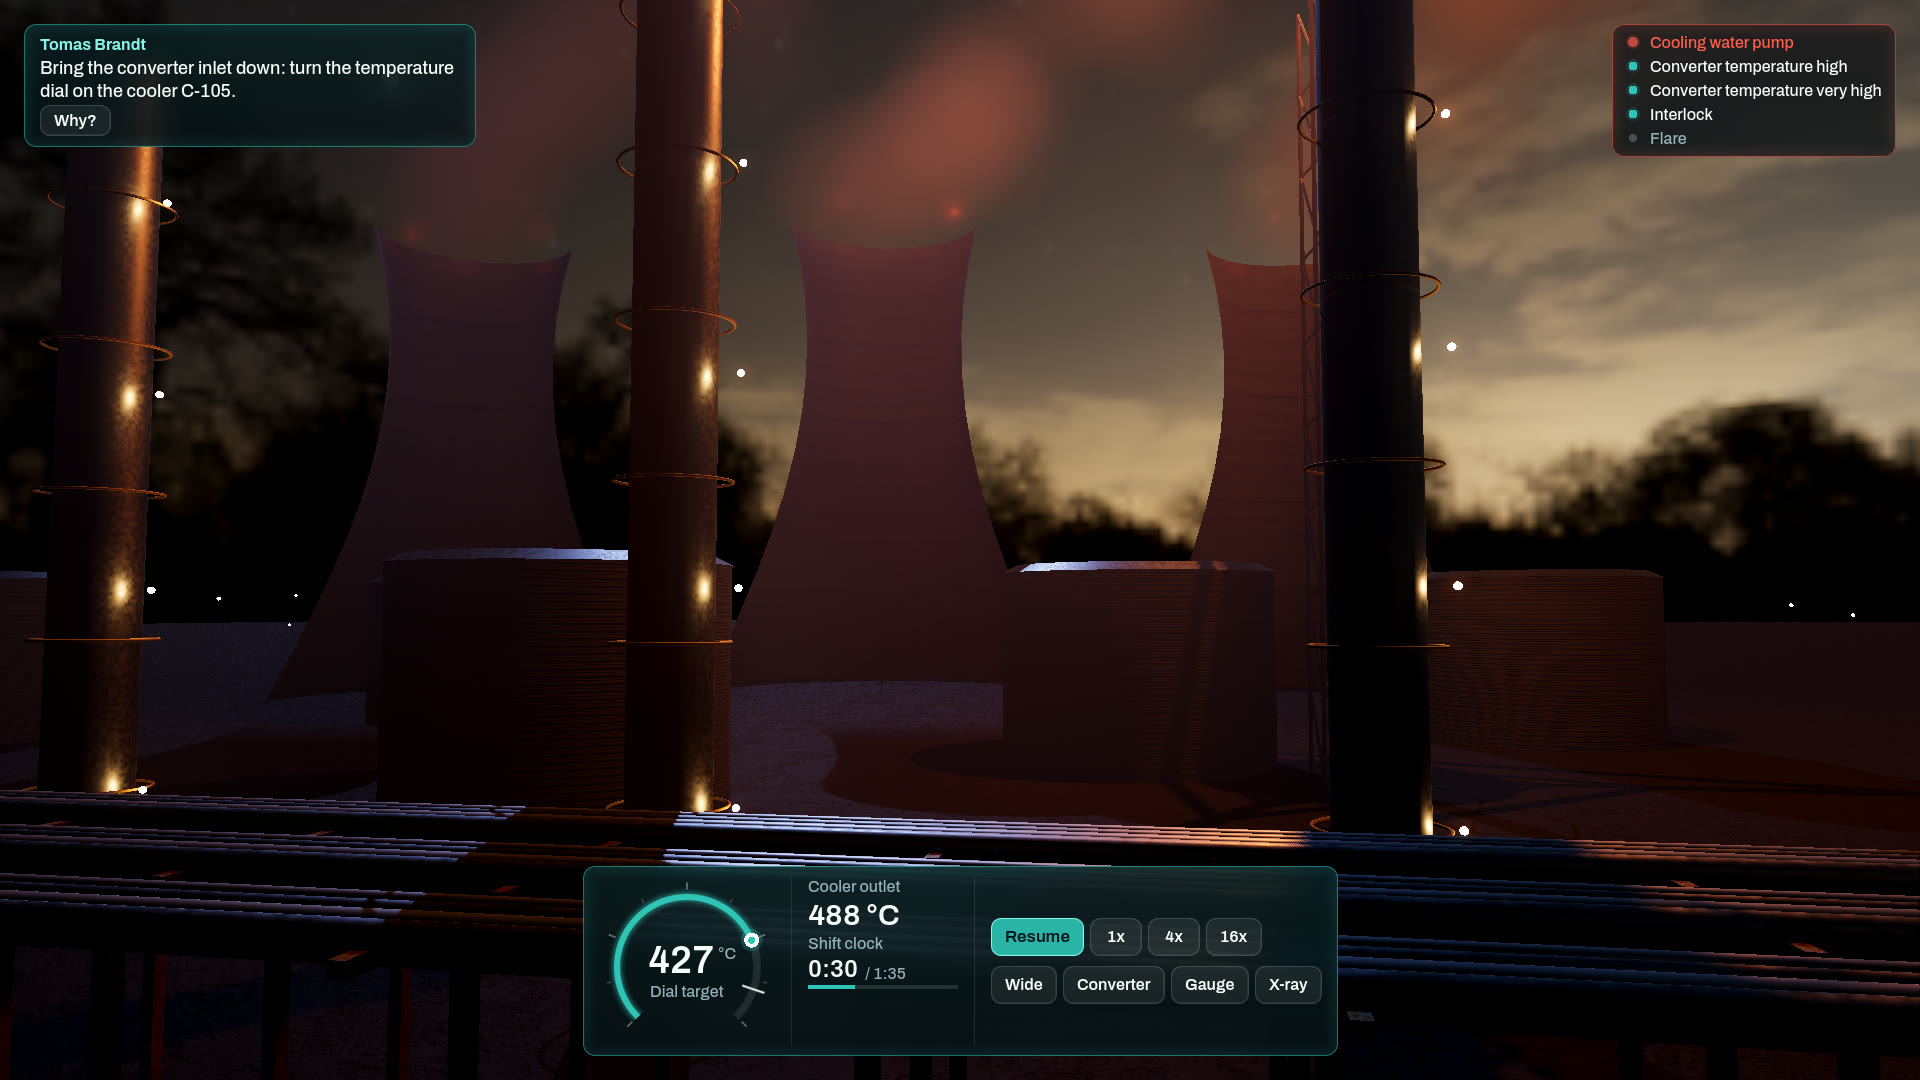 Tomas Brandt
Bring the converter inlet down: turn the temperature
dial on the cooler C-105.
Why?
Cooling water pump
Converter temperature high
Converter temperature very high
Interlock
Flare
427 °C
Dial target
Cooler outlet
488 °C
Shift clock
0:30 / 1:35
Resume 1x 4x 16x
Wide Converter Gauge X-ray